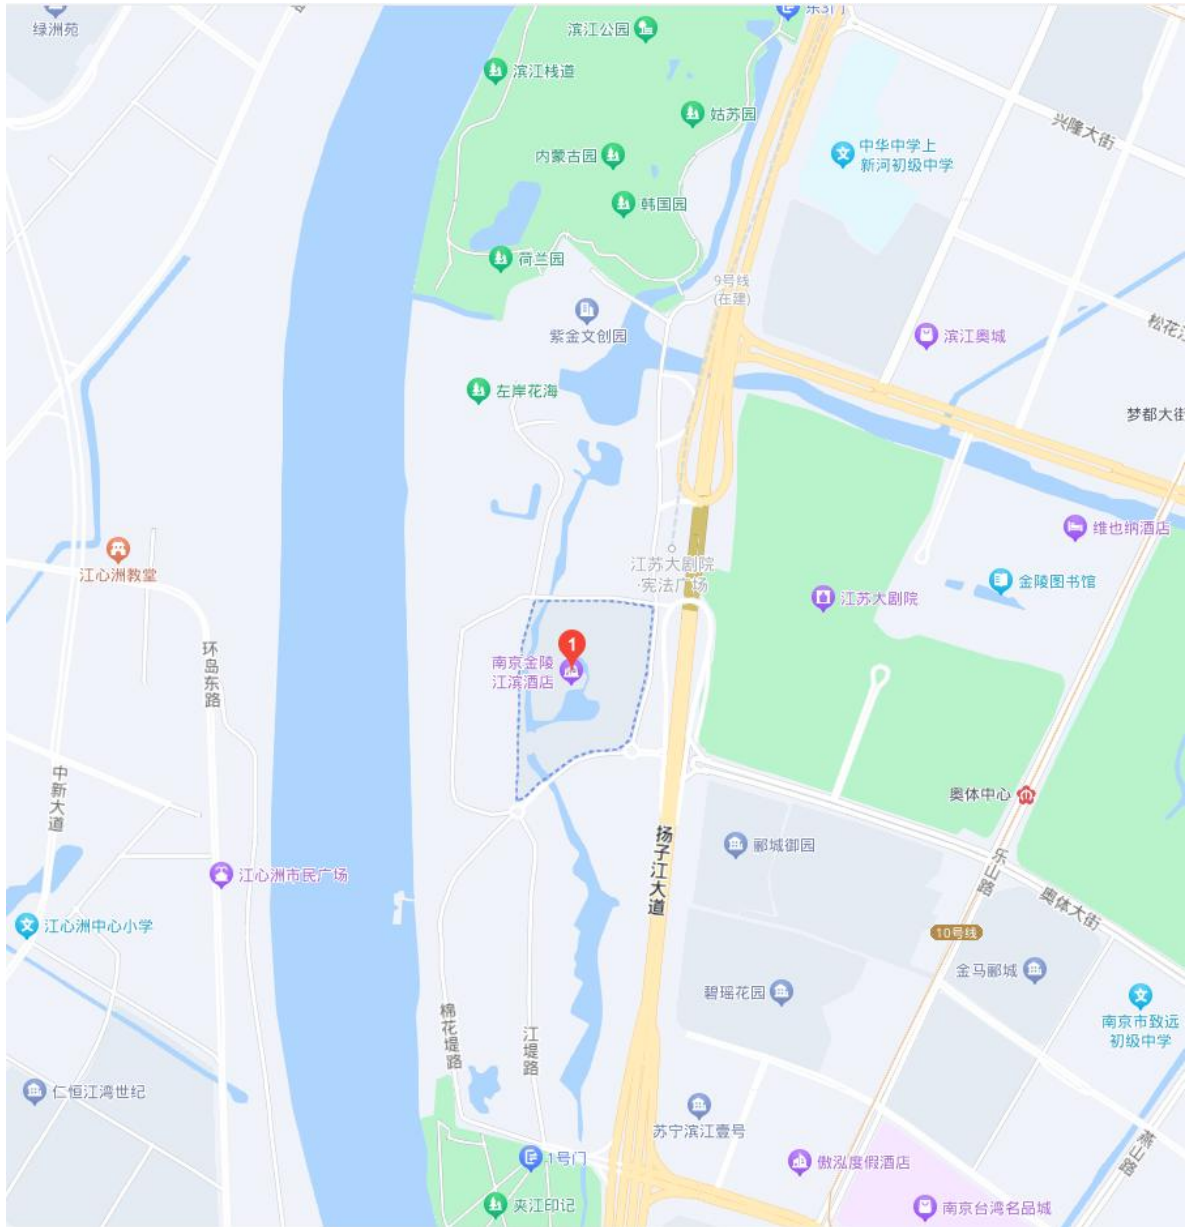 绿洲苑
滨江公园
乐3门
滨江栈道
姑苏园
兴隆大街
中华中学上
新河初级中学
内蒙古园
韩国园
荷兰园
9号线
(在建)
紫金文创园
滨江奥城
松花江
左岸花海
梦都大街
维也纳酒店
江苏大剧院
·宪法广场
江心洲教堂
金陵图书馆
江苏大剧院
1
南京金陵
江滨酒店
环岛东路
中新大道
奥体中心
扬子江大道
郦城御园
乐山路
江心洲市民广场
奥体大街
江心洲中心小学
10号线
金马郦城
碧瑶花园
棉花堤路
江堤路
南京市致远
初级中学
仁恒江湾世纪
苏宁滨江壹号
燕山路
1号门
傲泓度假酒店
夹江印记
南京台湾名品城